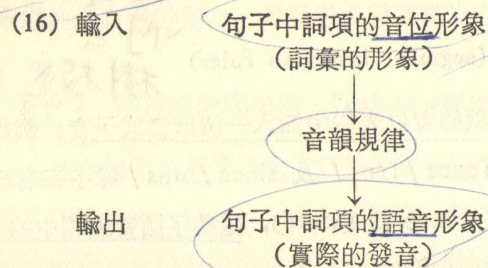 (16) 輸入 句子中詞項的音位形象
(詞彙的形象)
音韻規律
輸出 句子中詞項的語音形象
(實際的發音)